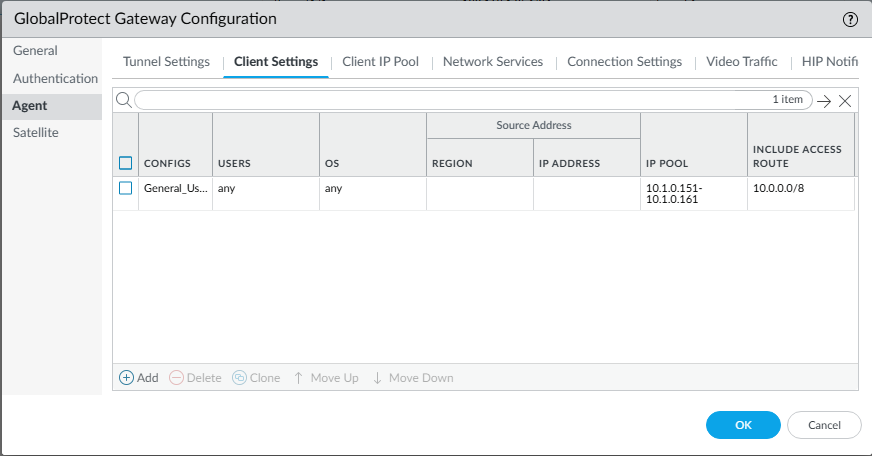 GlobalProtect Gateway Configuration
?
General
Authentication
Agent
Satellite
Tunnel Settings
Client Settings
Client IP Pool
Network Services
Connection Settings
Video Traffic
HIP Notifi
1 item
CONFIGS
USERS
OS
Source Address
REGION
IP ADDRESS
IP POOL
INCLUDE ACCESS
ROUTE
General_Us...
any
any
10.1.0.151-
10.1.0.161
10.0.0.0/8
Add
Delete
Clone
Move Up
Move Down
OK
Cancel